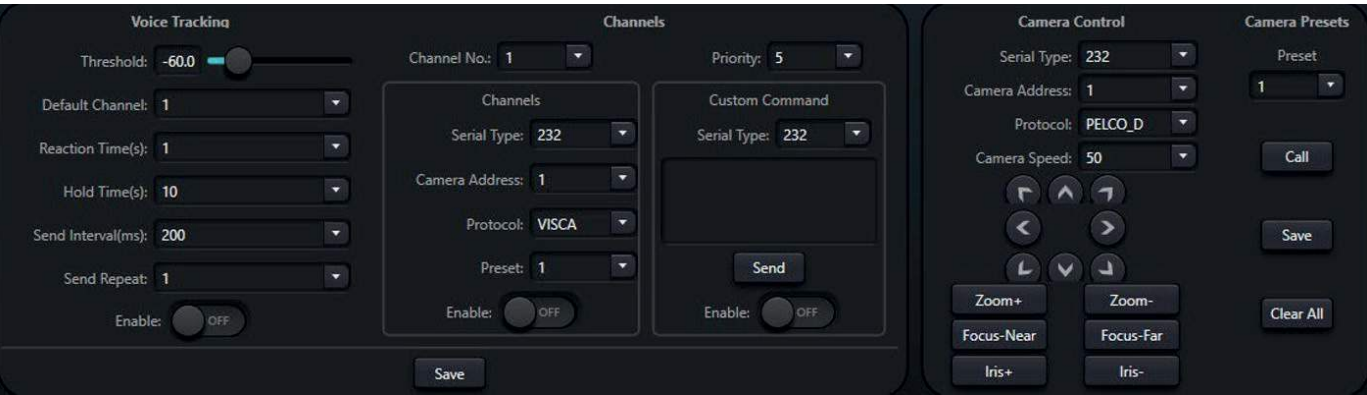 Voice Tracking
Threshold: -60.0
Default Channel: 1
Reaction Time(s): 1
Hold Time(s): 10
Send Interval(ms): 200
Send Repeat: 1
Enable: OFF
Channels
Channel No.: 1
Priority: 5
Channels
Serial Type: 232
Camera Address: 1
Protocol: VISCA
Preset: 1
Enable: OFF
Custom Command
Serial Type: 232
Send
Enable: OFF
Save
Camera Control
Serial Type: 232
Camera Address: 1
Protocol: PELCO_D
Camera Speed: 50
Zoom+ Zoom-
Focus-Near Focus-Far
Iris+ Iris-
Camera Presets
Preset
1
Call
Save
Clear All